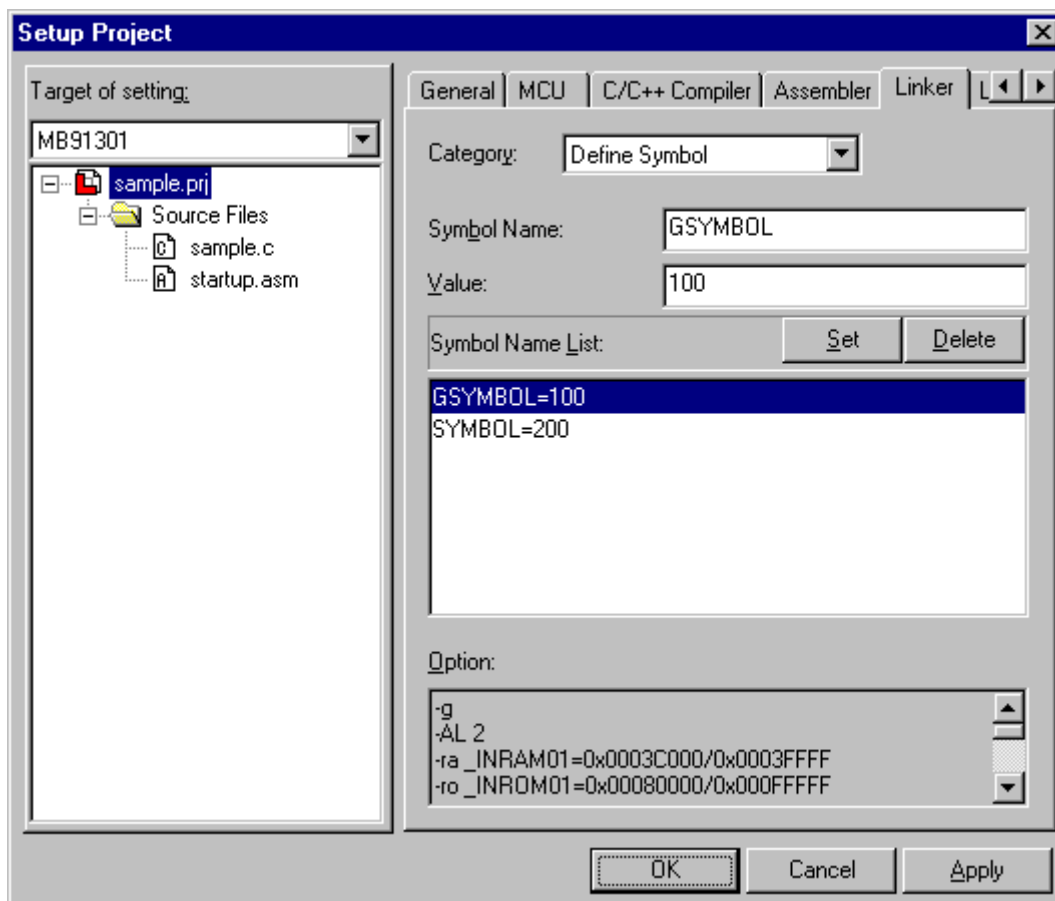 Setup Project
Target of setting:
MB91301
sample.prj
Source Files
sample.c
startup.asm
General
MCU
C/C++ Compiler
Assembler
Linker
L
Category:
Define Symbol
Symbol Name:
GSYMBOL
Value:
100
Symbol Name List:
Set
Delete
GSYMBOL=100
SYMBOL=200
Option:
-g
-AL 2
-ra _INRAM01=0x0003C000/0x0003FFFF
-ro _INROM01=0x00080000/0x000FFFFF
OK
Cancel
Apply